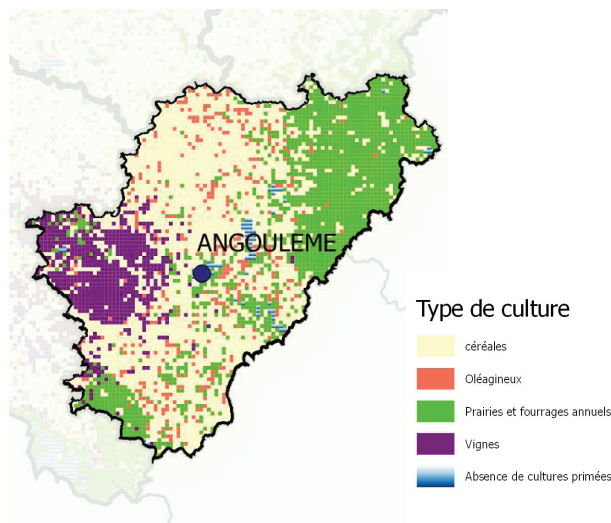 ANGOULEME
Type de culture
céréales
Oléagineux
Prairies et fourrages annuels
Vignes
Absence de cultures primées